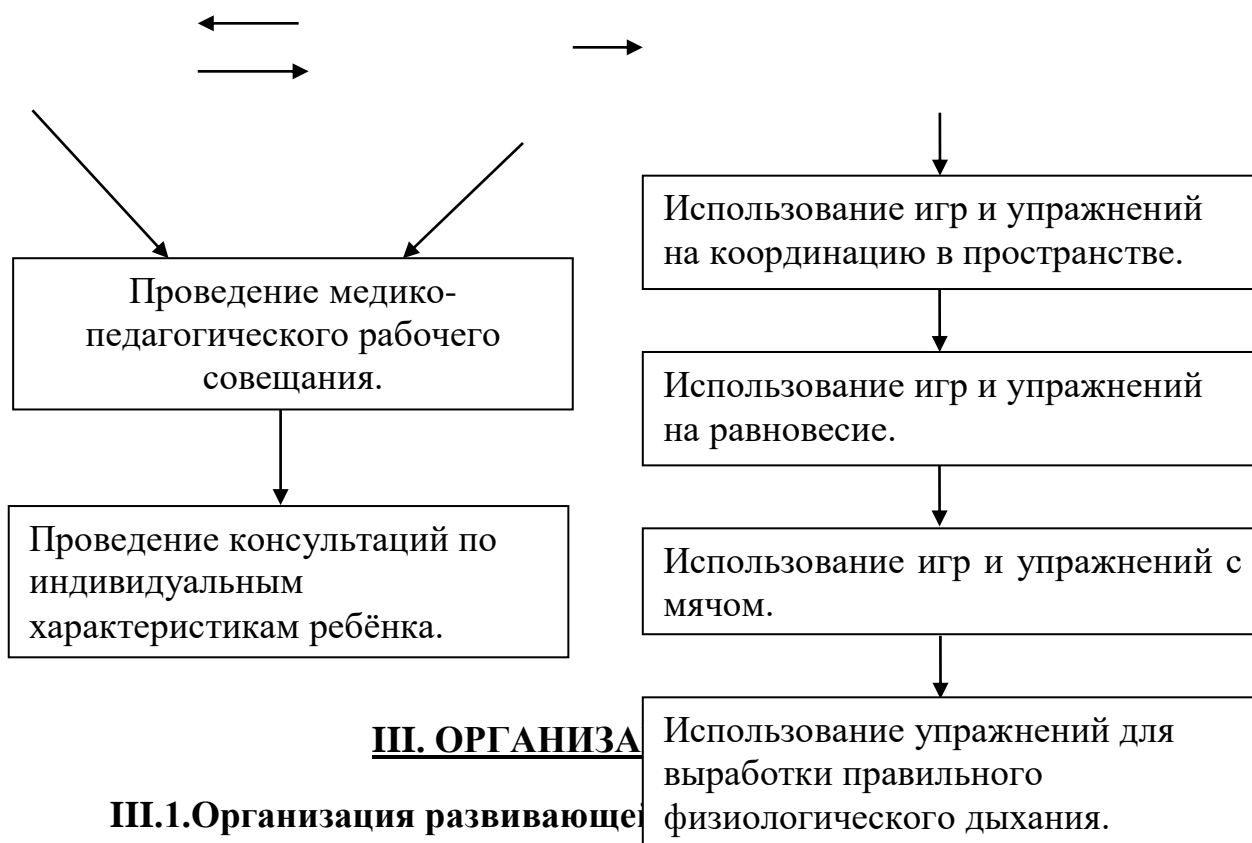 Проведение медико-
педагогического рабочего
совещания.
Проведение консультаций по
индивидуальным
характеристикам ребёнка.
Использование игр и упражнений
на координацию в пространстве.
Использование игр и упражнений
на равновесие.
Использование игр и упражнений с
мячом.
Использование упражнений для
выработки правильного
физиологического дыхания.
III. ОРГАНИЗА
III.1.Организация развивающей